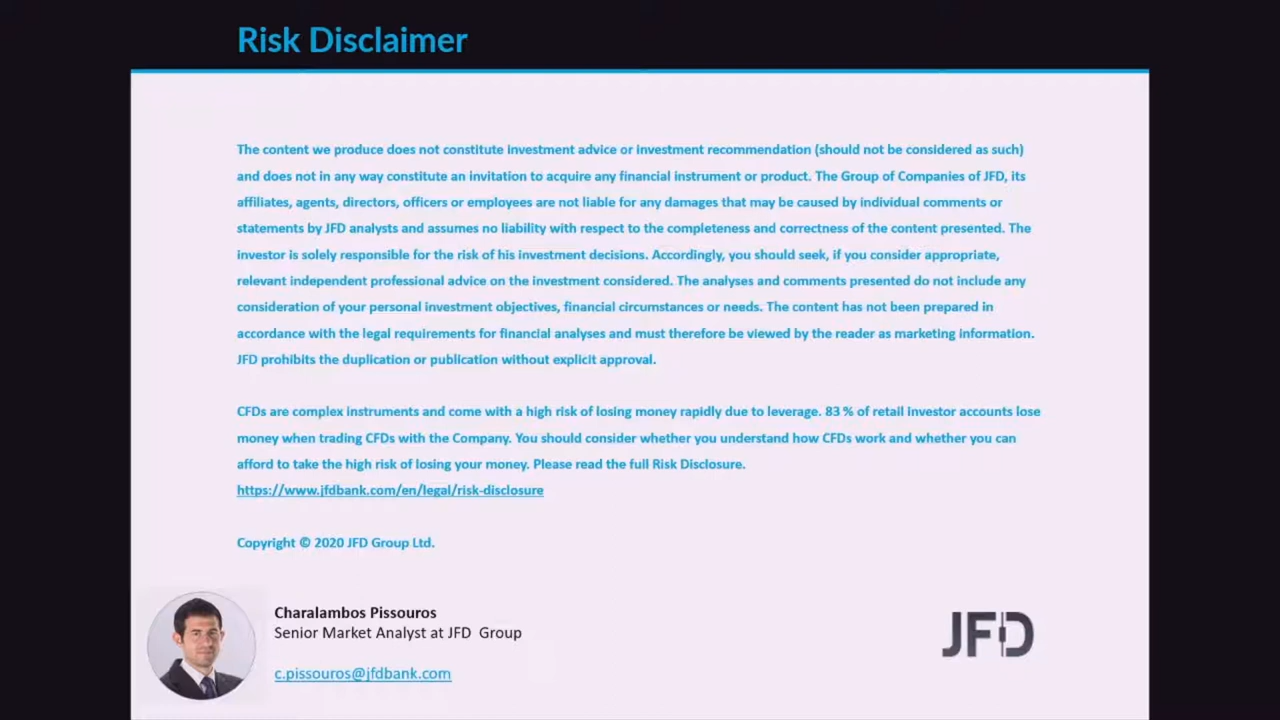 Risk Disclaimer
The content we produce does not constitute investment advice or investment recommendation (should not be considered as such)
and does not in any way constitute an invitation to acquire any financial instrument or product. The Group of Companies of JFD, its
affiliates, agents, directors, officers or employees are not liable for any damages that may be caused by individual comments or
statements by JFD analysts and assumes no liability with respect to the completeness and correctness of the content presented. The
investor is solely responsible for the risk of his investment decisions. Accordingly, you should seek, if you consider appropriate,
relevant independent professional advice on the investment considered. The analyses and comments presented do not include any
consideration of your personal investment objectives, financial circumstances or needs. The content has not been prepared in
accordance with the legal requirements for financial analyses and must therefore be viewed by the reader as marketing information.
JFD prohibits the duplication or publication without explicit approval.
CFDs are complex instruments and come with a high risk of losing money rapidly due to leverage. 83 % of retail investor accounts lose
money when trading CFDs with the Company. You should consider whether you understand how CFDs work and whether you can
afford to take the high risk of losing your money. Please read the full Risk Disclosure.
https://www.jfdbank.com/en/legal/risk-disclosure
Copyright © 2020 JFD Group Ltd.
Charalambos Pissouros
Senior Market Analyst at JFD Group
c.pissouros@jfdbank.com
JFD